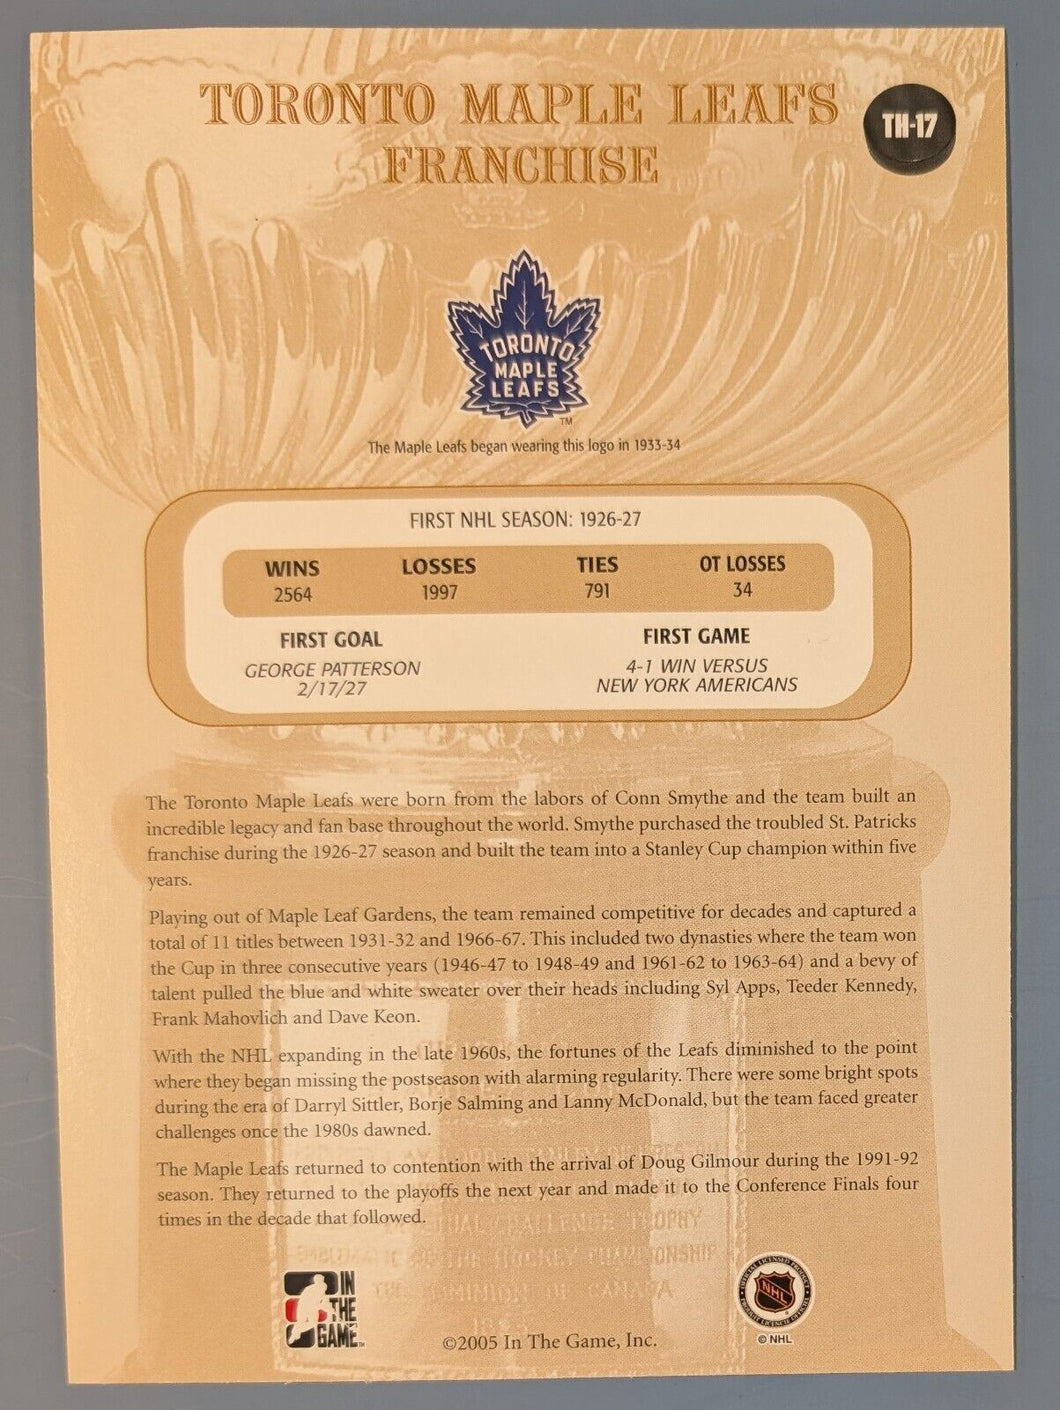 TORONTO MAPLE LEAFS
FRANCHISE
TH-17
TORONTO
MAPLE
LEAFS
TM
The Maple Leafs began wearing this logo in 1933-34
FIRST NHL SEASON: 1926-27
WINS LOSSES TIES OT LOSSES
2564 1997 791 34
FIRST GOAL
GEORGE PATTERSON
2/17/27
FIRST GAME
4-1 WIN VERSUS
NEW YORK AMERICANS
The Toronto Maple Leafs were born from the labors of Conn Smythe and the team built an
incredible legacy and fan base throughout the world. Smythe purchased the troubled St. Patricks
franchise during the 1926-27 season and built the team into a Stanley Cup champion within five
years.
Playing out of Maple Leaf Gardens, the team remained competitive for decades and captured a
total of 11 titles between 1931-32 and 1966-67. This included two dynasties where the team won
the Cup in three consecutive years (1946-47 to 1948-49 and 1961-62 to 1963-64) and a bevy of
talent pulled the blue and white sweater over their heads including Syl Apps, Teeder Kennedy,
Frank Mahovlich and Dave Keon.
With the NHL expanding in the late 1960s, the fortunes of the Leafs diminished to the point
where they began missing the postseason with alarming regularity. There were some bright spots
during the era of Darryl Sittler, Borje Salming and Lanny McDonald, but the team faced greater
challenges once the 1980s dawned.
The Maple Leafs returned to contention with the arrival of Doug Gilmour during the 1991-92
season. They returned to the playoffs the next year and made it to the Conference Finals four
times in the decade that followed.
CHALLENGE TROPHY
OF THE HOCKEY CHAMPIONSHIP
THE DOMINION OF CANADA
IN
THE
GAME
©2005 In The Game, Inc.
NHL
© NHL